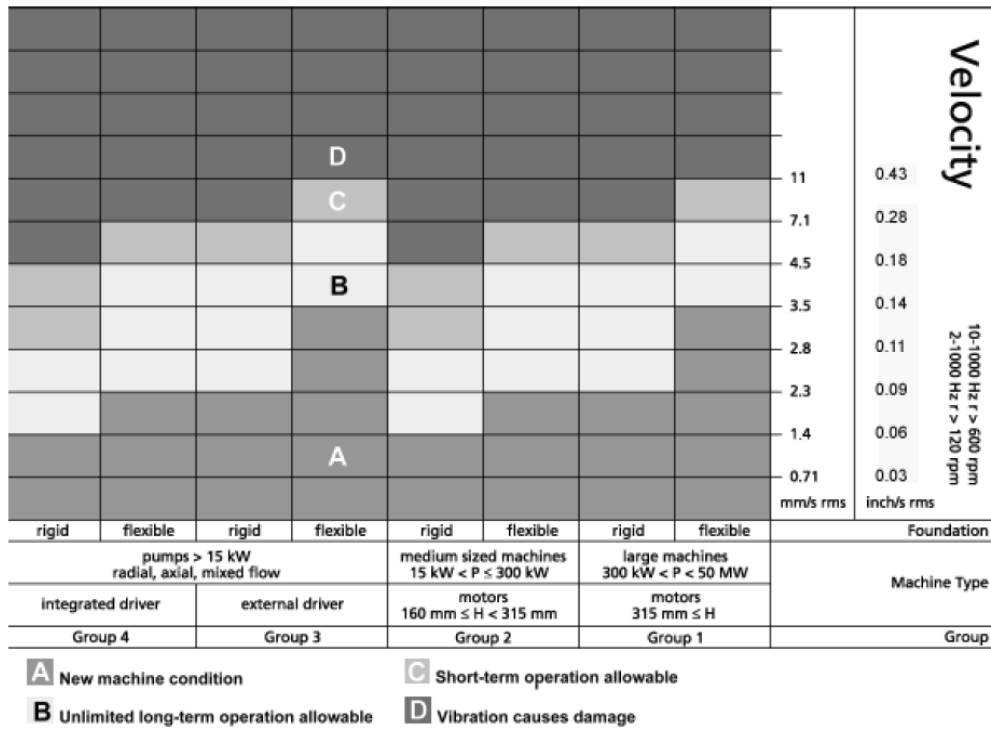 Velocity
10-1000 Hz r > 600 rpm
2-1000 Hz r > 120 rpm
D
11 0.43
C
7.1 0.28
4.5 0.18
B
3.5 0.14
2.8 0.11
2.3 0.09
1.4 0.06
A
0.71 0.03
mm/s rms inch/s rms
rigid flexible rigid flexible rigid flexible rigid flexible Foundation
pumps > 15 kW
radial, axial, mixed flow
medium sized machines
15 kW < P ≤ 300 kW
large machines
300 kW < P < 50 MW
Machine Type
integrated driver external driver
motors
160 mm ≤ H < 315 mm
motors
315 mm ≤ H
Group 4 Group 3 Group 2 Group 1 Group
A New machine condition
C Short-term operation allowable
B Unlimited long-term operation allowable
D Vibration causes damage